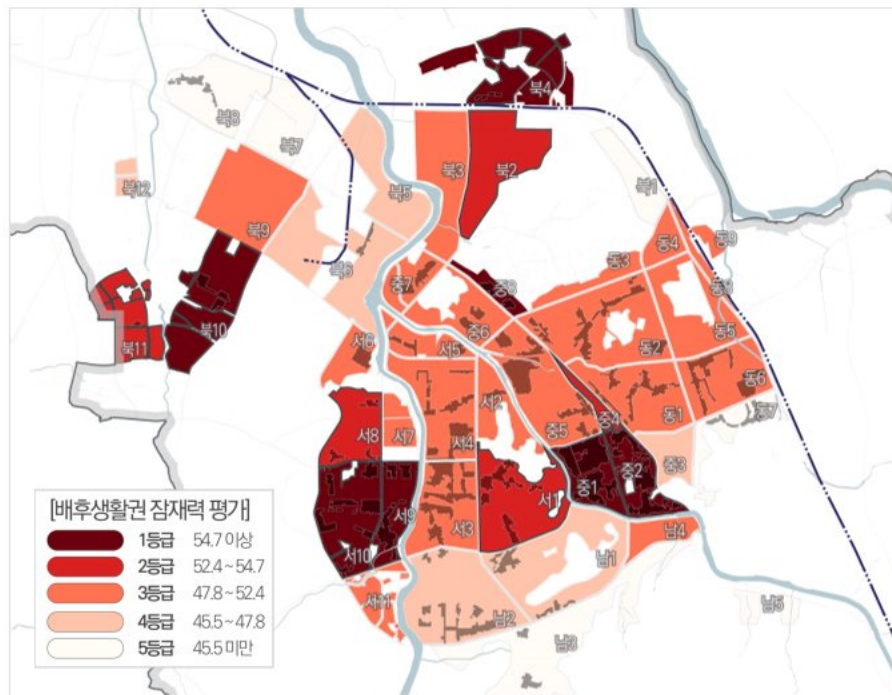 북4
북8
북7
북3
북2
북5
북1
북12
북9
북6
동4
동9
동3
중7
중8
동8
북10
중6
동5
북11
서6
서5
동2
서2
동6
중4
동1
동7
서8
서7
서4
중5
중3
중2
중1
서1
서9
서3
서10
남4
남1
서11
남2
남5
남3
[배후생활권 잠재력 평가]
1등급 54.7 이상
2등급 52.4 ~ 54.7
3등급 47.8 ~ 52.4
4등급 45.5 ~ 47.8
5등급 45.5 미만